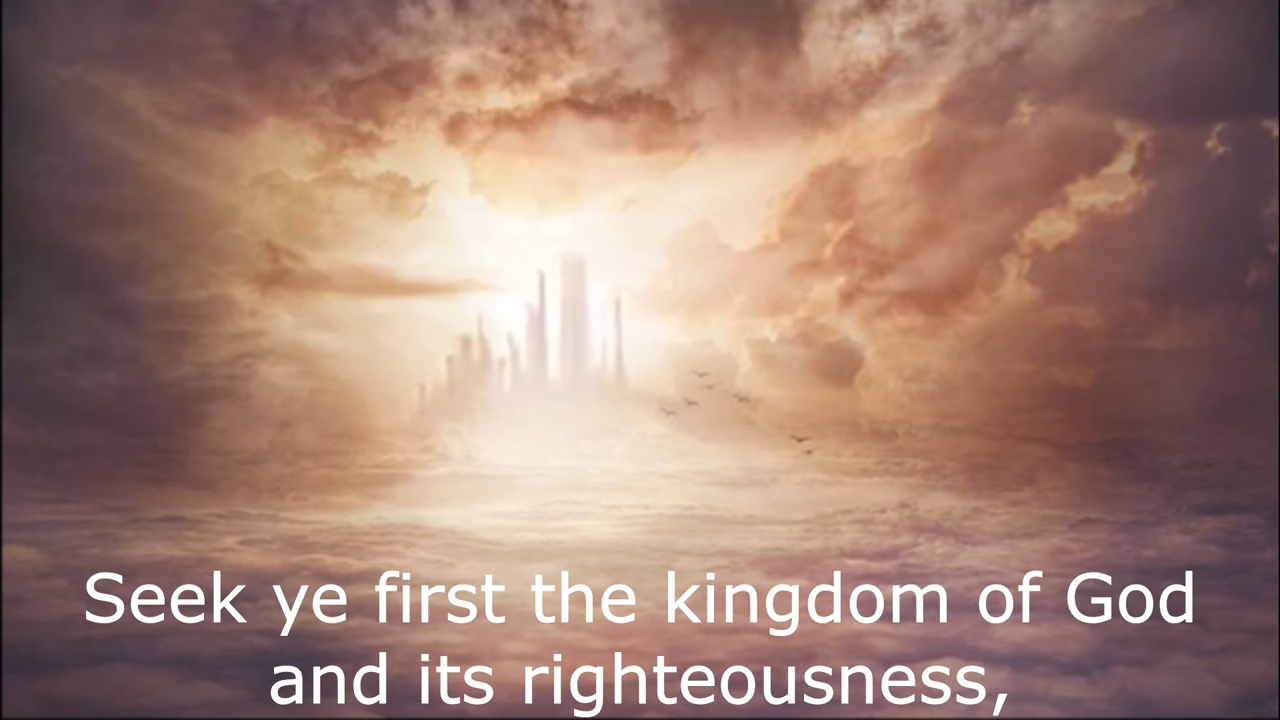 Seek ye first the kingdom of God
and its righteousness,